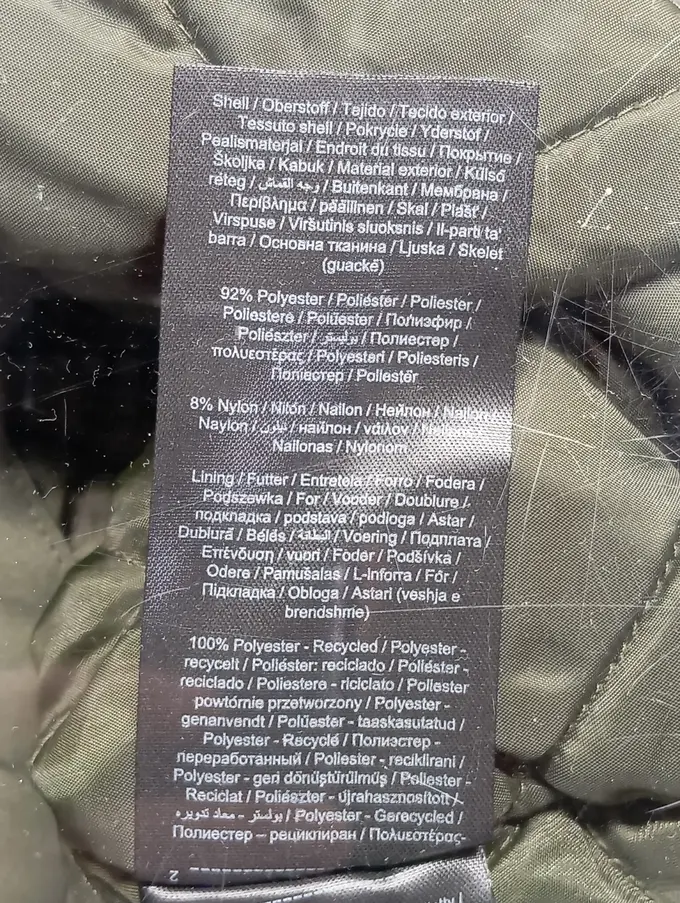 Shell / Oberstoff / Tejido / Tecido exterior /
Tessuto shell / Pokrycie / Yderstof /
Pealismaterjal / Endroit du tissu / Покрытие /
Školjka / Kabuk / Material exterior / Külső
réteg / وجه القماش / Buitenkant / Мембрана /
Περίβλημα / päällinen / Skal / Plášť /
Virspuse / Viršutinis sluoksnis / Il-parti ta'
barra / Основна тканина / Ljuska / Skelet
(guackë)
92% Polyester / Poliéster / Poliester /
Poliestere / Polüester / Полиэфир /
Poliészter / بوليستر / Полиестер /
πολυεστέρας / Polyesteri / Poliesteris /
Поліестер / Poliestër
8% Nylon / Nilón / Nailon / Нейлон / Nailon
Naylon / نايلون / найлон / νάιλον /
Nailonas / Nylonom
Lining / Futter / Entretela / Forro / Fodera /
Podszewka / For / Vooder / Doublure /
подкладка / podstava / podloga / Astar /
Dublură / Bélés / البطانة / Voering / Подплата /
Επένδυση / vuori / Foder / Podšívka /
Odere / Pamušalas / L-Inforra / Fór /
Підкладка / Obloga / Astari (veshja e
brendshme)
100% Polyester - Recycled / Polyester -
recycelt / Poliéster: reciclado / Poliéster -
reciclado / Poliestere - riciclato / Poliester
powtórnie przetworzony / Polyester -
genanvendt / Polüester - taaskasutatud /
Polyester - Recyclé / Полиэстер -
переработанный / Poliester - reciklirani /
Polyester - geri dönüştürülmüş / Poliester -
Reciclat / Poliészter - újrahasznosított /
بوليستر - معاد تدويره / Polyester - Gerecycled /
Полиестер – рециклиран / Πολυεστέρας-
2